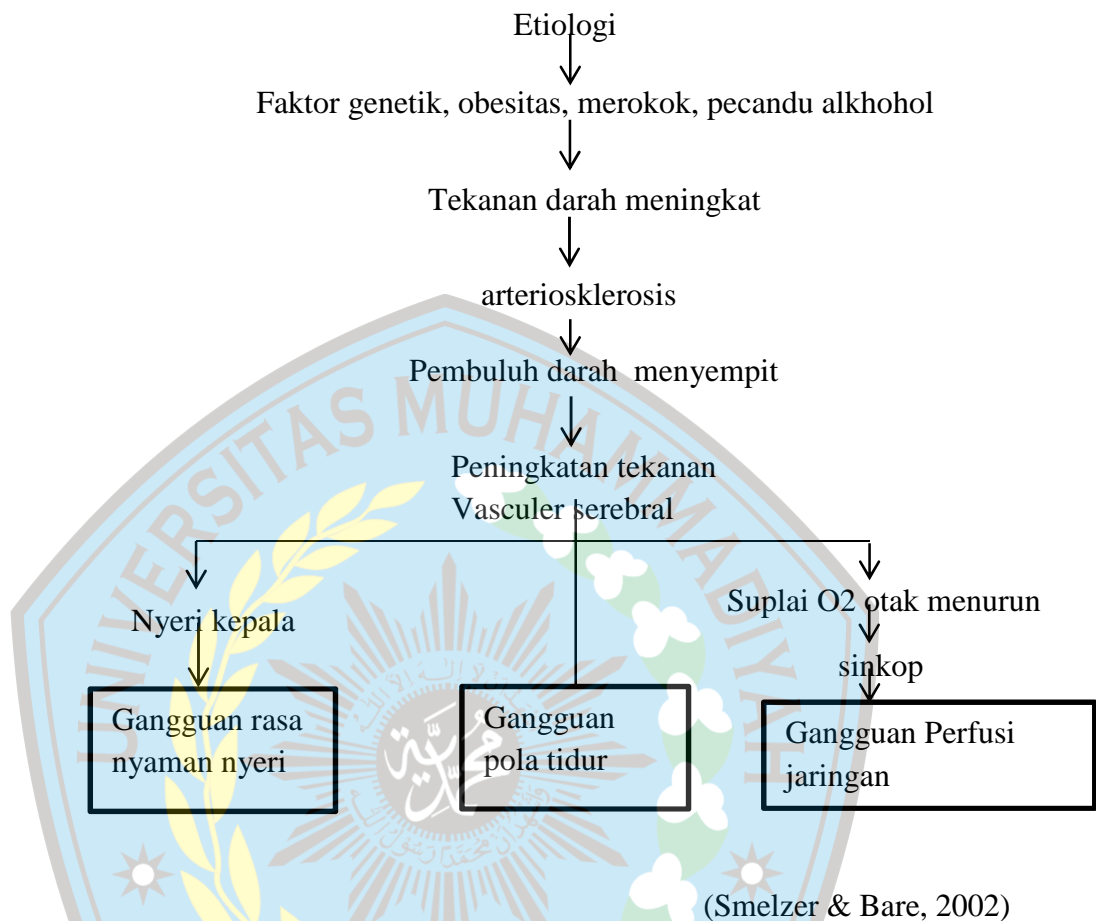 Etiologi
Faktor genetik, obesitas, merokok, pecandu alkhohol
Tekanan darah meningkat
arteriosklerosis
Pembuluh darah menyempit
Peningkatan tekanan
Vasculer serebral
Nyeri kepala
Suplai O2 otak menurun
sinkop
Gangguan rasa
nyaman nyeri
Gangguan
pola tidur
Gangguan Perfusi
jaringan
(Smelzer & Bare, 2002)
UNIVERSITAS MUHAMMADIYAH